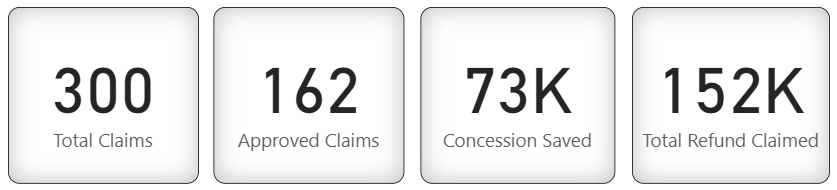 300
Total Claims
162
Approved Claims
73K
Concession Saved
152K
Total Refund Claimed